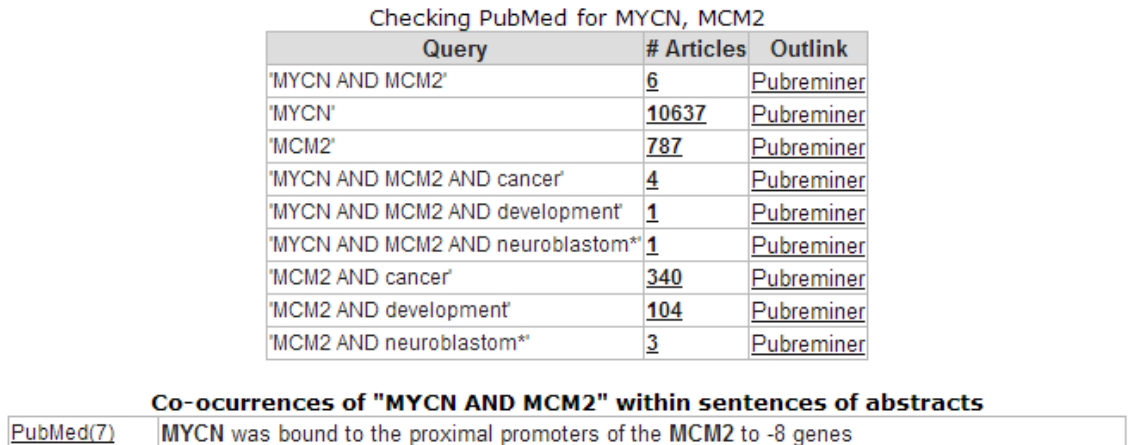 Checking PubMed for MYCN, MCM2
Query # Articles Outlink
'MYCN AND MCM2' 6 Pubreminer
'MYCN' 10637 Pubreminer
'MCM2' 787 Pubreminer
'MYCN AND MCM2 AND cancer' 4 Pubreminer
'MYCN AND MCM2 AND development' 1 Pubreminer
'MYCN AND MCM2 AND neuroblastom*' 1 Pubreminer
'MCM2 AND cancer' 340 Pubreminer
'MCM2 AND development' 104 Pubreminer
'MCM2 AND neuroblastom*' 3 Pubreminer
Co-ocurrences of "MYCN AND MCM2" within sentences of abstracts
PubMed(7) MYCN was bound to the proximal promoters of the MCM2 to -8 genes